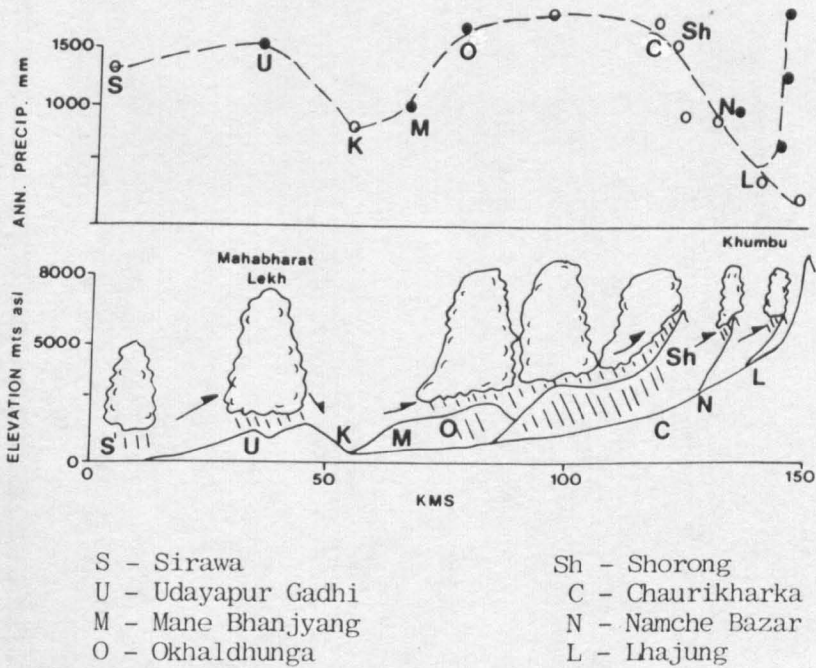 ANN. PRECIP. mm
1500
1000
S
U
K
M
O
C
Sh
N
L
Khumbu
Mahabharat
Lekh
ELEVATION mts asl
8000
5000
0
S
U
K
M
O
Sh
C
N
L
0
50
100
150
KMS
S – Sirawa
U – Udayapur Gadhi
M – Mane Bhanjyang
O – Okhaldhunga
Sh – Shorong
C – Chaurikharka
N – Namche Bazar
L – Lhajung